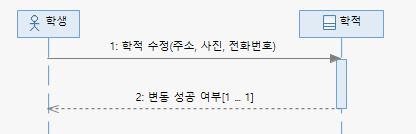 학생
학적
1: 학적 수정(주소, 사진, 전화번호)
2: 변동 성공 여부[1 ... 1]